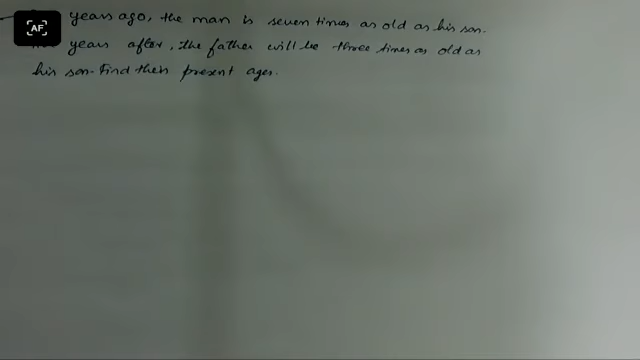 years ago, the man is seven times as old as his son.
years after, the father will be three times as old as
his son. Find their present ages.
AF